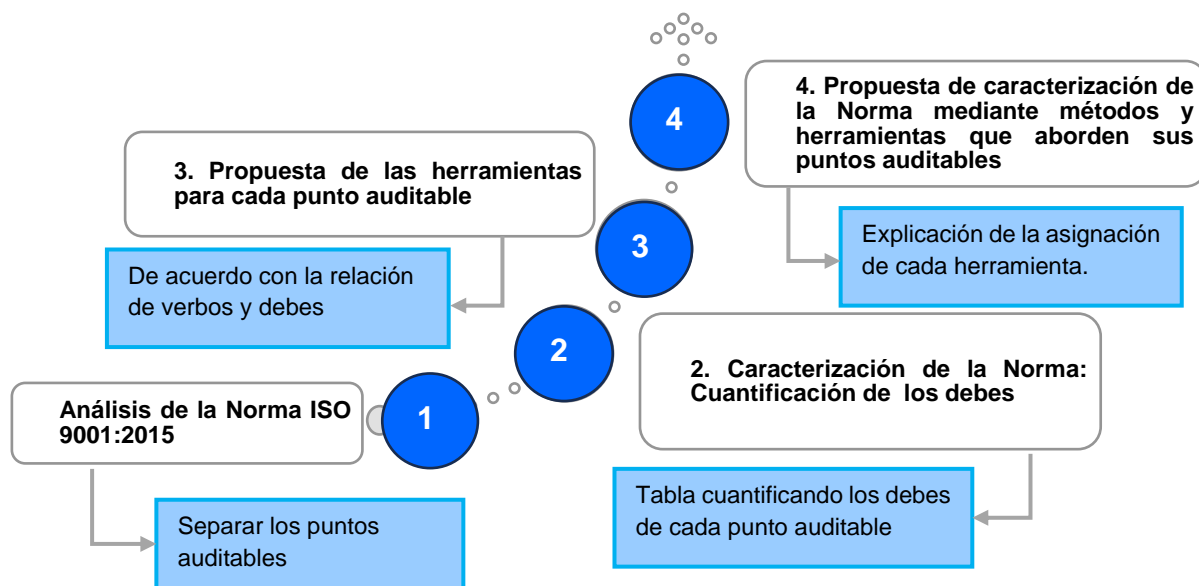 4
4. Propuesta de caracterización de
la Norma mediante métodos y
herramientas que aborden sus
puntos auditables
3. Propuesta de las herramientas
para cada punto auditable
3
Explicación de la asignación
de cada herramienta.
De acuerdo con la relación
de verbos y debes
2
2. Caracterización de la Norma:
Cuantificación de los debes
Análisis de la Norma ISO
9001:2015
1
Tabla cuantificando los debes
de cada punto auditable
Separar los puntos
auditables